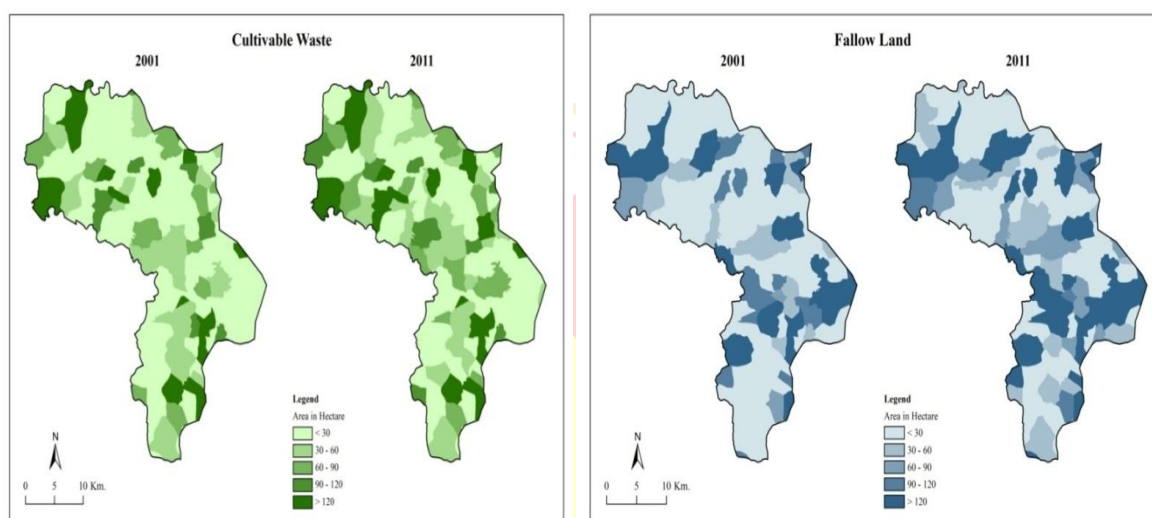 Cultivable Waste
2001
2011
Legend
Area in Hectare
< 30
30 - 60
60 - 90
90 - 120
> 120
N
0 5 10 Km.
Fallow Land
2001
2011
Legend
Area in Hectare
< 30
30 - 60
60 - 90
90 - 120
> 120
N
0 5 10 Km.